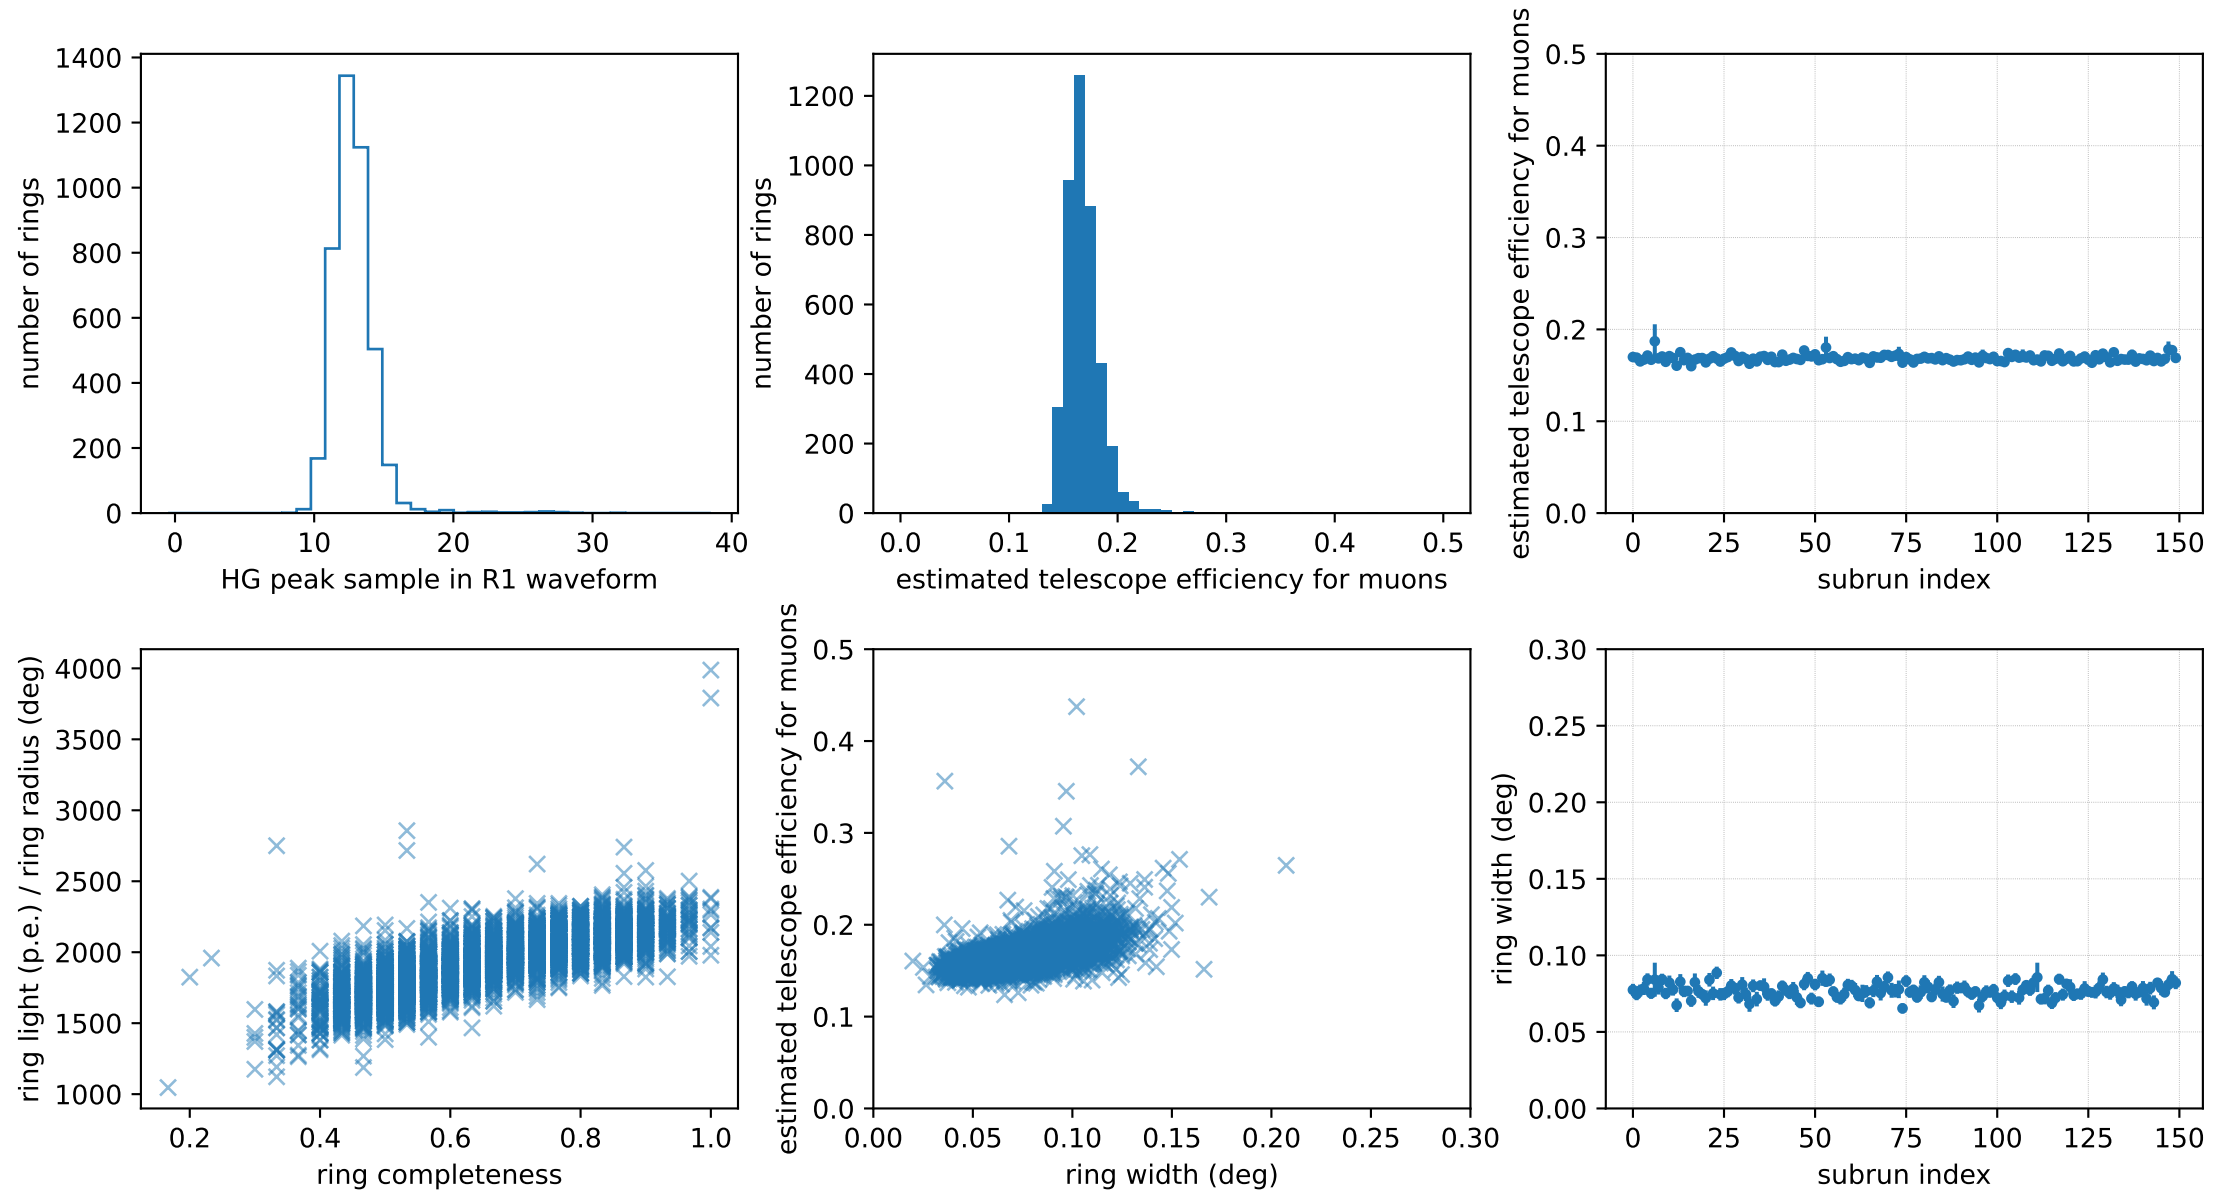 1400
1200
1000
800
600
400
200
0
number of rings
0 10 20 30 40
HG peak sample in R1 waveform
1200
1000
800
600
400
200
0
number of rings
0.0 0.1 0.2 0.3 0.4 0.5
estimated telescope efficiency for muons
0.5
0.4
0.3
0.2
0.1
0.0
estimated telescope efficiency for muons
0 25 50 75 100 125 150
subrun index
4000
3500
3000
2500
2000
1500
1000
ring light (p.e.) / ring radius (deg)
0.2 0.4 0.6 0.8 1.0
ring completeness
0.5
0.4
0.3
0.2
0.1
0.0
estimated telescope efficiency for muons
0.00 0.05 0.10 0.15 0.20 0.25 0.30
ring width (deg)
0.30
0.25
0.20
0.15
0.10
0.05
0.00
ring width (deg)
0 25 50 75 100 125 150
subrun index